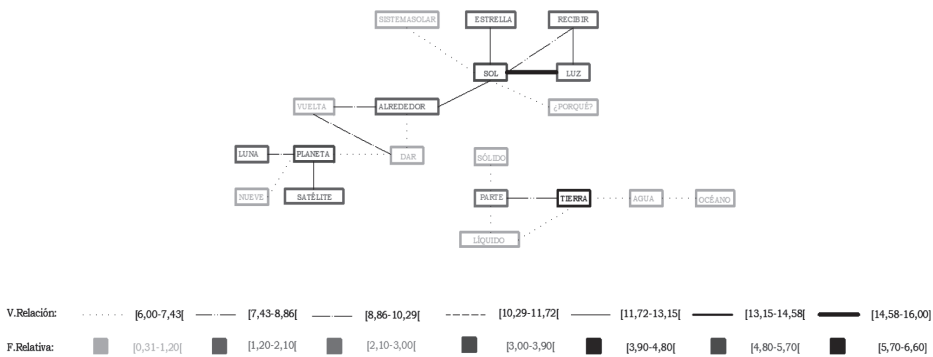 SISTEMASOLAR ESTRELLA RECIBIR
SOL LUZ
VUELTA ALREDEDOR ¿PORQUÉ?
LUNA PLANETA DAR SÓLIDO
NUEVE SATÉLITE PARTE TIERRA AGUA OCÉANO
LÍQUIDO
V.Relación: [6,00-7,43[ [7,43-8,86[ [8,86-10,29[ [10,29-11,72[ [11,72-13,15[ [13,15-14,58[ [14,58-16,00]
F.Relativa: [0,31-1,20[ [1,20-2,10[ [2,10-3,00[ [3,00-3,90[ [3,90-4,80[ [4,80-5,70[ [5,70-6,60]